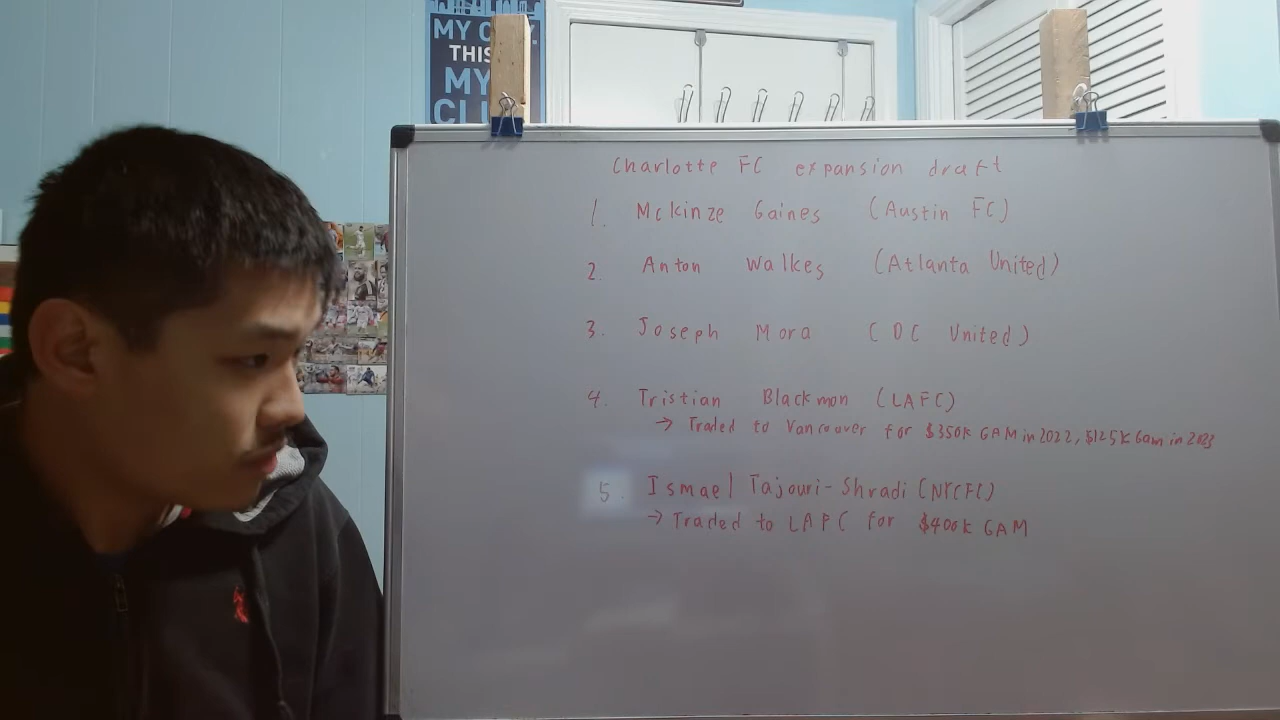 MY C
THIS
MY
CLU
Charlotte FC expansion draft
1. Mckinze Gaines (Austin FC)
2. Anton Walkes (Atlanta United)
3. Joseph Mora (DC United)
4. Tristian Blackmon (LAFC)
→ Traded to Vancouver for $350k GAM in 2022, $125K Gam in 2023
5. Ismael Tajouri-Shradi (NYCFC)
→ Traded to LAFC for $400k GAM